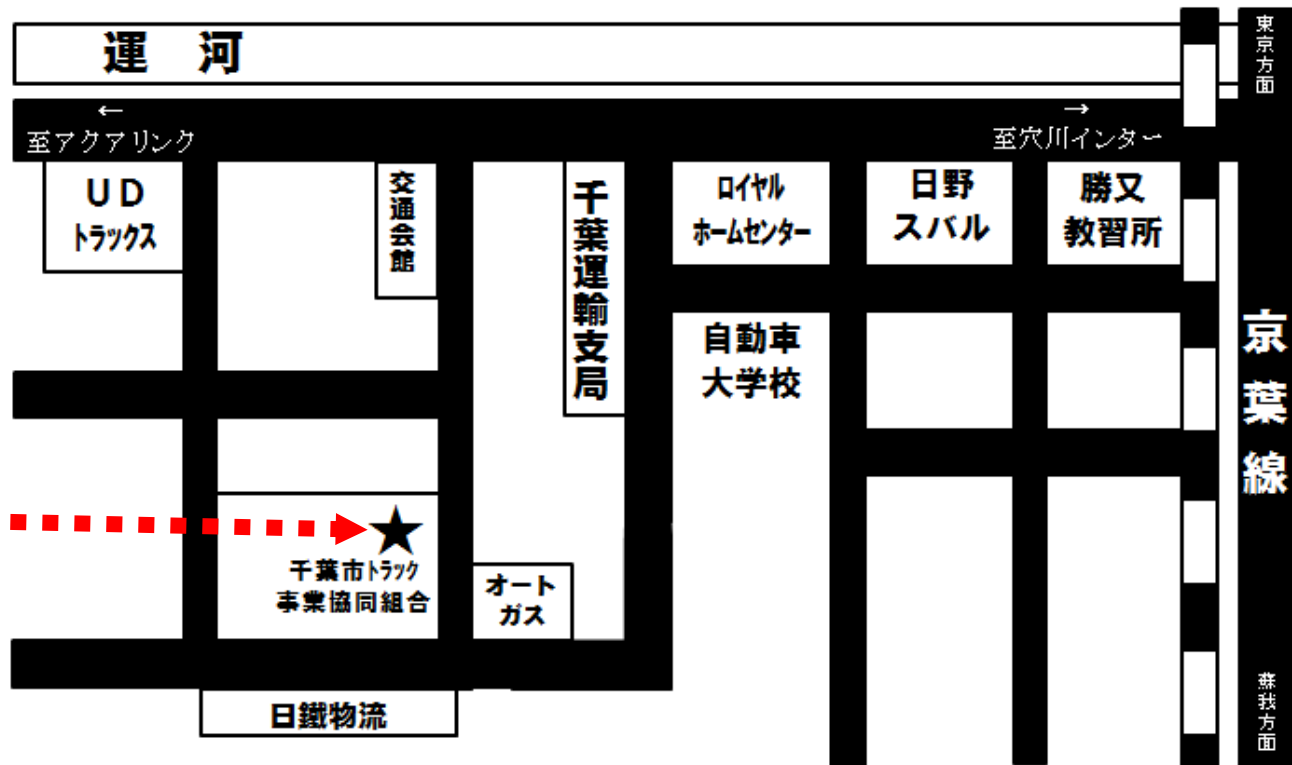 運 河
東京方面
←
至アクアリンク
→
至穴川インター
UD
トラックス
交通会館
千葉運輸支局
ロイヤル
ホームセンター
日野
スバル
勝又
教習所
自動車
大学校
京葉線
★
千葉市トラック
事業協同組合
オート
ガス
日鐵物流
蘇我方面